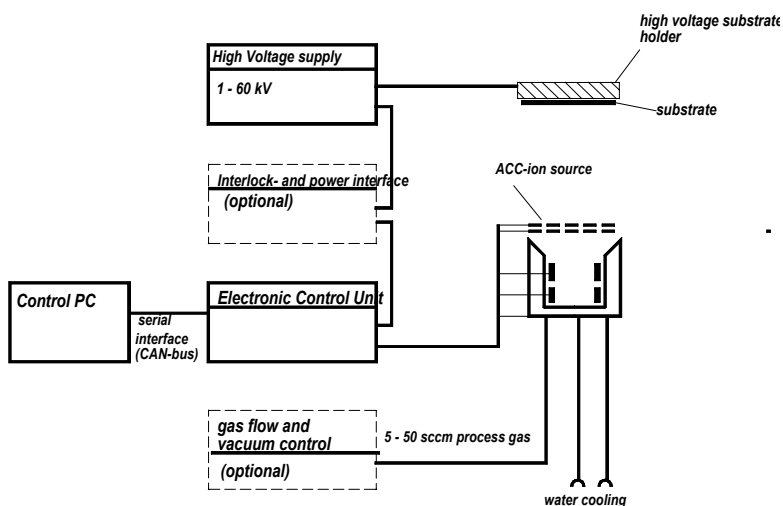 high voltage substrate
holder
High Voltage supply
1 - 60 kV
substrate
Interlock- and power interface
(optional)
ACC-ion source
Control PC
serial
interface
(CAN-bus)
Electronic Control Unit
gas flow and
vacuum control
(optional)
5 - 50 sccm process gas
water cooling